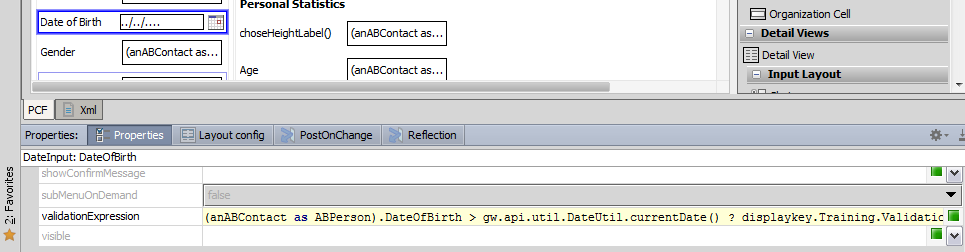 Personal Statistics
Date of Birth ../../....
choseHeightLabel() (anABContact as...
Gender (anABContact as...
Age (anABContact as...
Organization Cell
Detail Views
Detail View
Input Layout
PCF Xml
Properties: Properties Layout config PostOnChange Reflection
DateInput: DateOfBirth
showConfirmMessage
subMenuOnDemand false
validationExpression (anABContact as ABPerson).DateOfBirth > gw.api.util.DateUtil.currentDate() ? displaykey.Training.Validatio
visible
2: Favorites